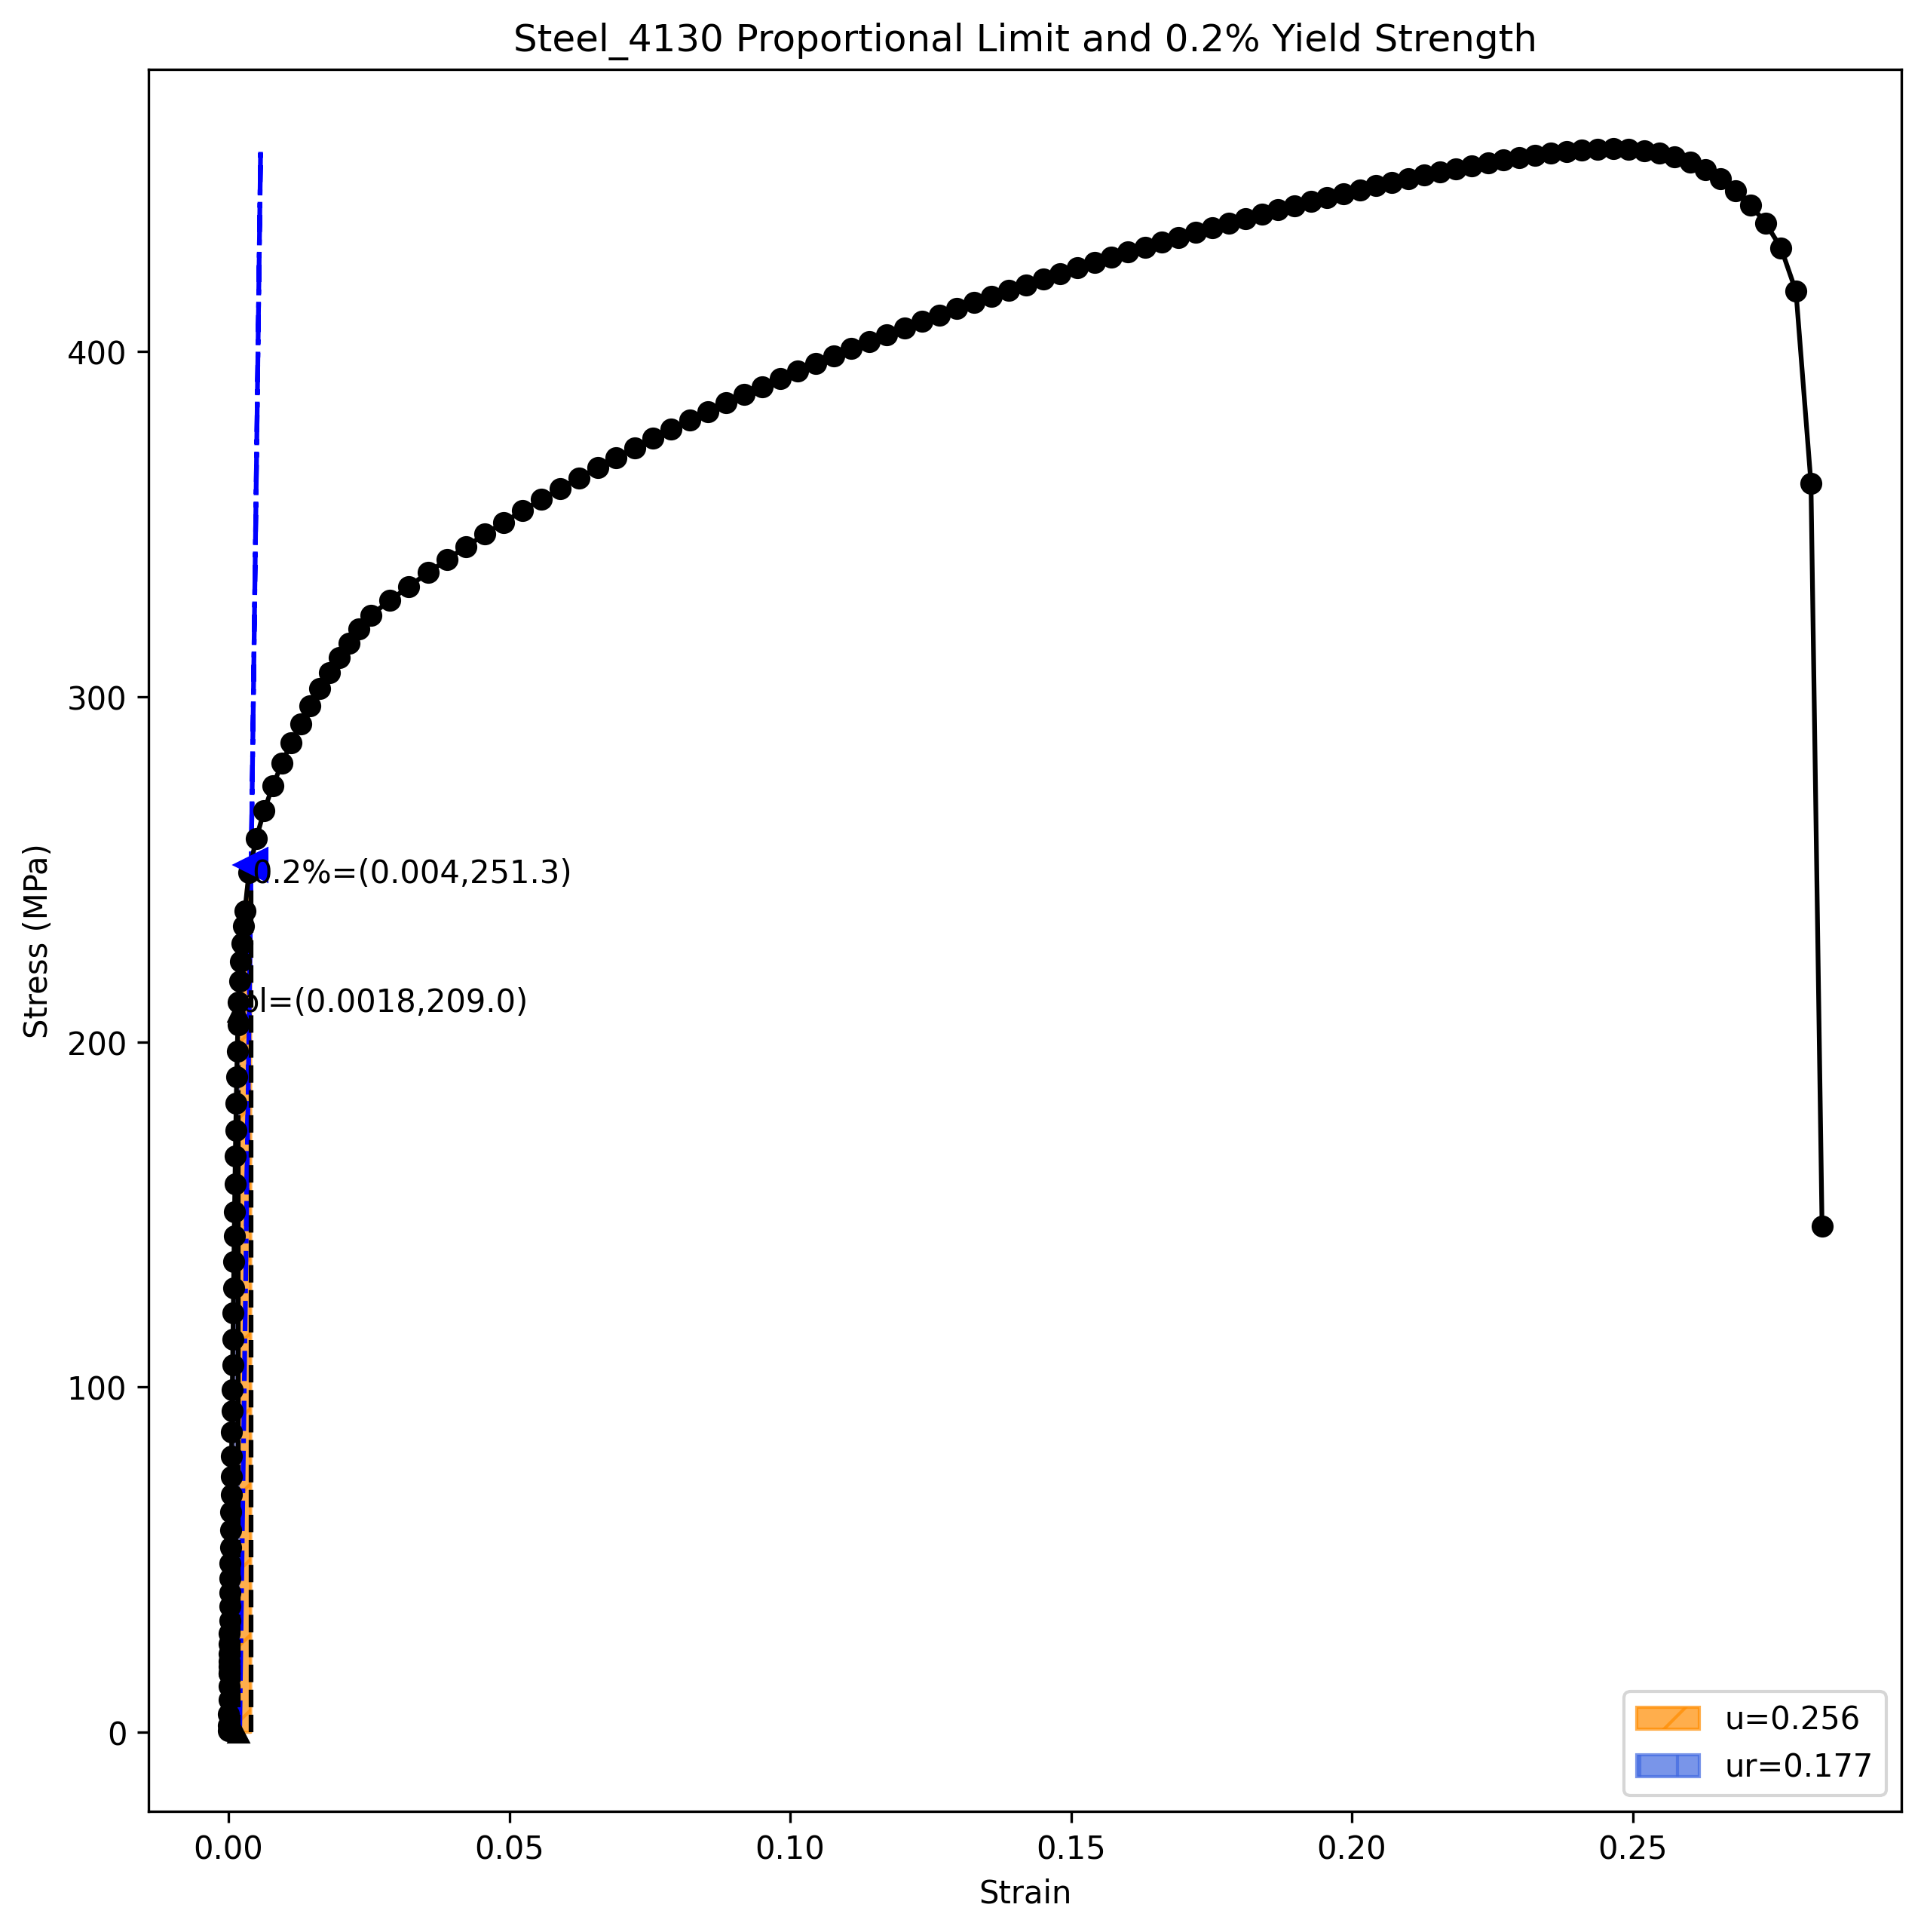 Steel_4130 Proportional Limit and 0.2% Yield Strength
Stress (MPa)
400
300
200
100
0
0.2%=(0.004,251.3)
pl=(0.0018,209.0)
u=0.256
ur=0.177
0.00 0.05 0.10 0.15 0.20 0.25
Strain